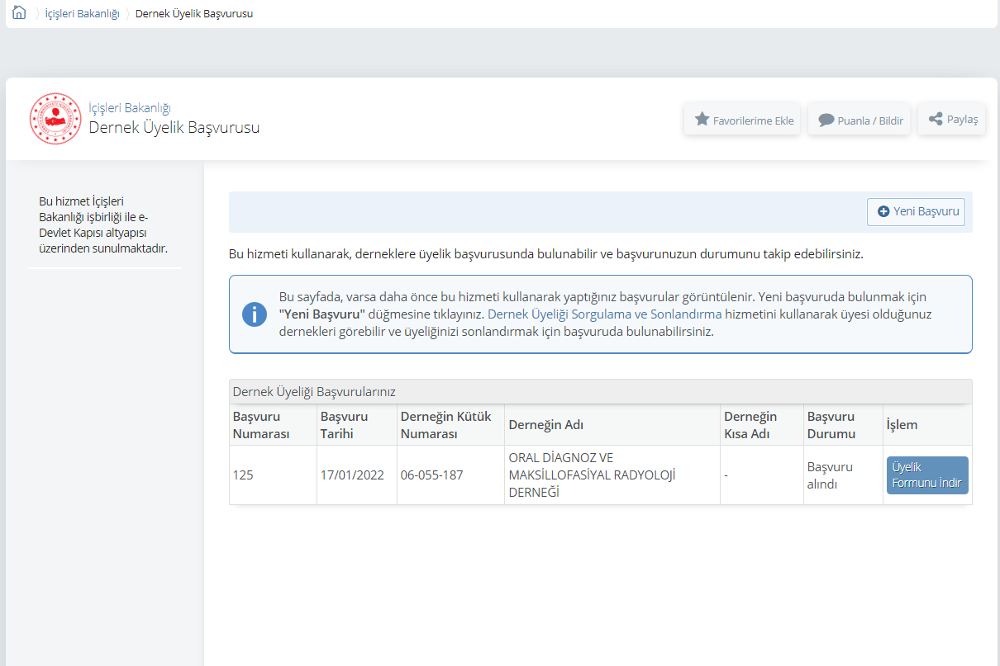 İçişleri Bakanlığı
Dernek Üyelik Başvurusu
İçişleri Bakanlığı
Dernek Üyelik Başvurusu
Favorilerime Ekle
Puanla / Bildir
Paylaş
Bu hizmet İçişleri
Bakanlığı işbirliği ile e-
Devlet Kapısı altyapısı
üzerinden sunulmaktadır.
Yeni Başvuru
Bu hizmeti kullanarak, derneklere üyelik başvurusunda bulunabilir ve başvurunuzun durumunu takip edebilirsiniz.
Bu sayfada, varsa daha önce bu hizmeti kullanarak yaptığınız başvurular görüntülenir. Yeni başvuruda bulunmak için
"Yeni Başvuru" düğmesine tıklayınız. Dernek Üyeliği Sorgulama ve Sonlandırma hizmetini kullanarak üyesi olduğunuz
dernekleri görebilir ve üyeliğinizi sonlandırmak için başvuruda bulunabilirsiniz.
Dernek Üyeliği Başvurularınız
Başvuru
Numarası
Başvuru
Tarihi
Derneğin Kütük
Numarası
Derneğin Adı
Derneğin
Kısa Adı
Başvuru
Durumu
İşlem
125
17/01/2022
06-055-187
ORAL DİAGNOZ VE
MAKSİLLOFASİYAL RADYOLOJİ
DERNEĞİ
-
Başvuru
alındı
Üyelik
Formunu İndir